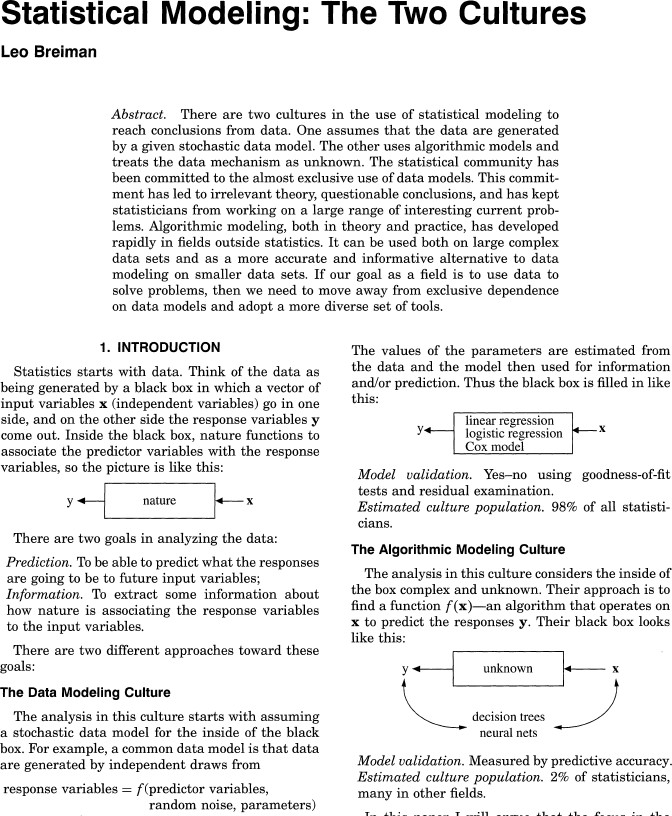 Statistical Modeling: The Two Cultures
Leo Breiman
Abstract. There are two cultures in the use of statistical modeling to
reach conclusions from data. One assumes that the data are generated
by a given stochastic data model. The other uses algorithmic models and
treats the data mechanism as unknown. The statistical community has
been committed to the almost exclusive use of data models. This commit-
ment has led to irrelevant theory, questionable conclusions, and has kept
statisticians from working on a large range of interesting current prob-
lems. Algorithmic modeling, both in theory and practice, has developed
rapidly in fields outside statistics. It can be used both on large complex
data sets and as a more accurate and informative alternative to data
modeling on smaller data sets. If our goal as a field is to use data to
solve problems, then we need to move away from exclusive dependence
on data models and adopt a more diverse set of tools.
1. INTRODUCTION
Statistics starts with data. Think of the data as
being generated by a black box in which a vector of
input variables x (independent variables) go in one
side, and on the other side the response variables y
come out. Inside the black box, nature functions to
associate the predictor variables with the response
variables, so the picture is like this:
y nature x
There are two goals in analyzing the data:
Prediction. To be able to predict what the responses
are going to be to future input variables;
Information. To extract some information about
how nature is associating the response variables
to the input variables.
There are two different approaches toward these
goals:
The Data Modeling Culture
The analysis in this culture starts with assuming
a stochastic data model for the inside of the black
box. For example, a common data model is that data
are generated by independent draws from
response variables = f(predictor variables,
random noise, parameters)
The values of the parameters are estimated from
the data and the model then used for information
and/or prediction. Thus the black box is filled in like
this:
linear regression
y logistic regression x
Cox model
Model validation. Yes–no using goodness-of-fit
tests and residual examination.
Estimated culture population. 98% of all statisti-
cians.
The Algorithmic Modeling Culture
The analysis in this culture considers the inside of
the box complex and unknown. Their approach is to
find a function f(x)—an algorithm that operates on
x to predict the responses y. Their black box looks
like this:
y unknown x
decision trees
neural nets
Model validation. Measured by predictive accuracy.
Estimated culture population. 2% of statisticians,
many in other fields.
In this paper I will argue that the focus in the